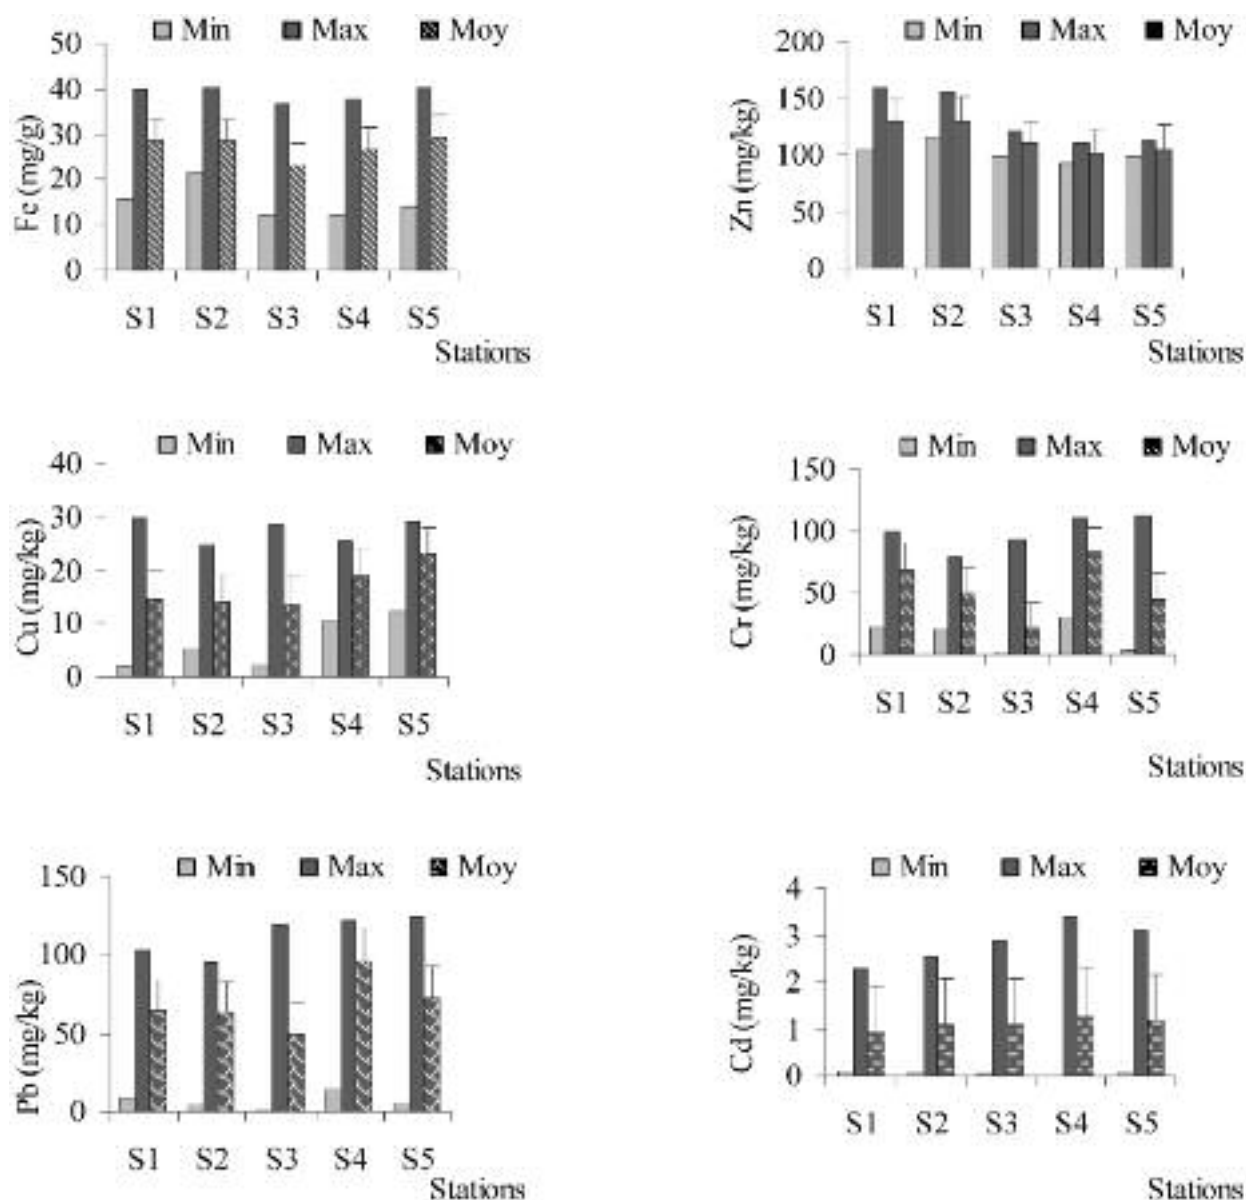 Min Max Moy
50
40
30
20
10
0
Fe (mg/g)
S1 S2 S3 S4 S5
Stations
Min Max Moy
200
150
100
50
0
Zn (mg/kg)
S1 S2 S3 S4 S5
Stations
Min Max Moy
40
30
20
10
0
Cu (mg/kg)
S1 S2 S3 S4 S5
Stations
Min Max Moy
150
100
50
0
Cr (mg/kg)
S1 S2 S3 S4 S5
Stations
Min Max Moy
150
100
50
0
Pb (mg/kg)
S1 S2 S3 S4 S5
Stations
Min Max Moy
4
3
2
1
0
Cd (mg/kg)
S1 S2 S3 S4 S5
Stations